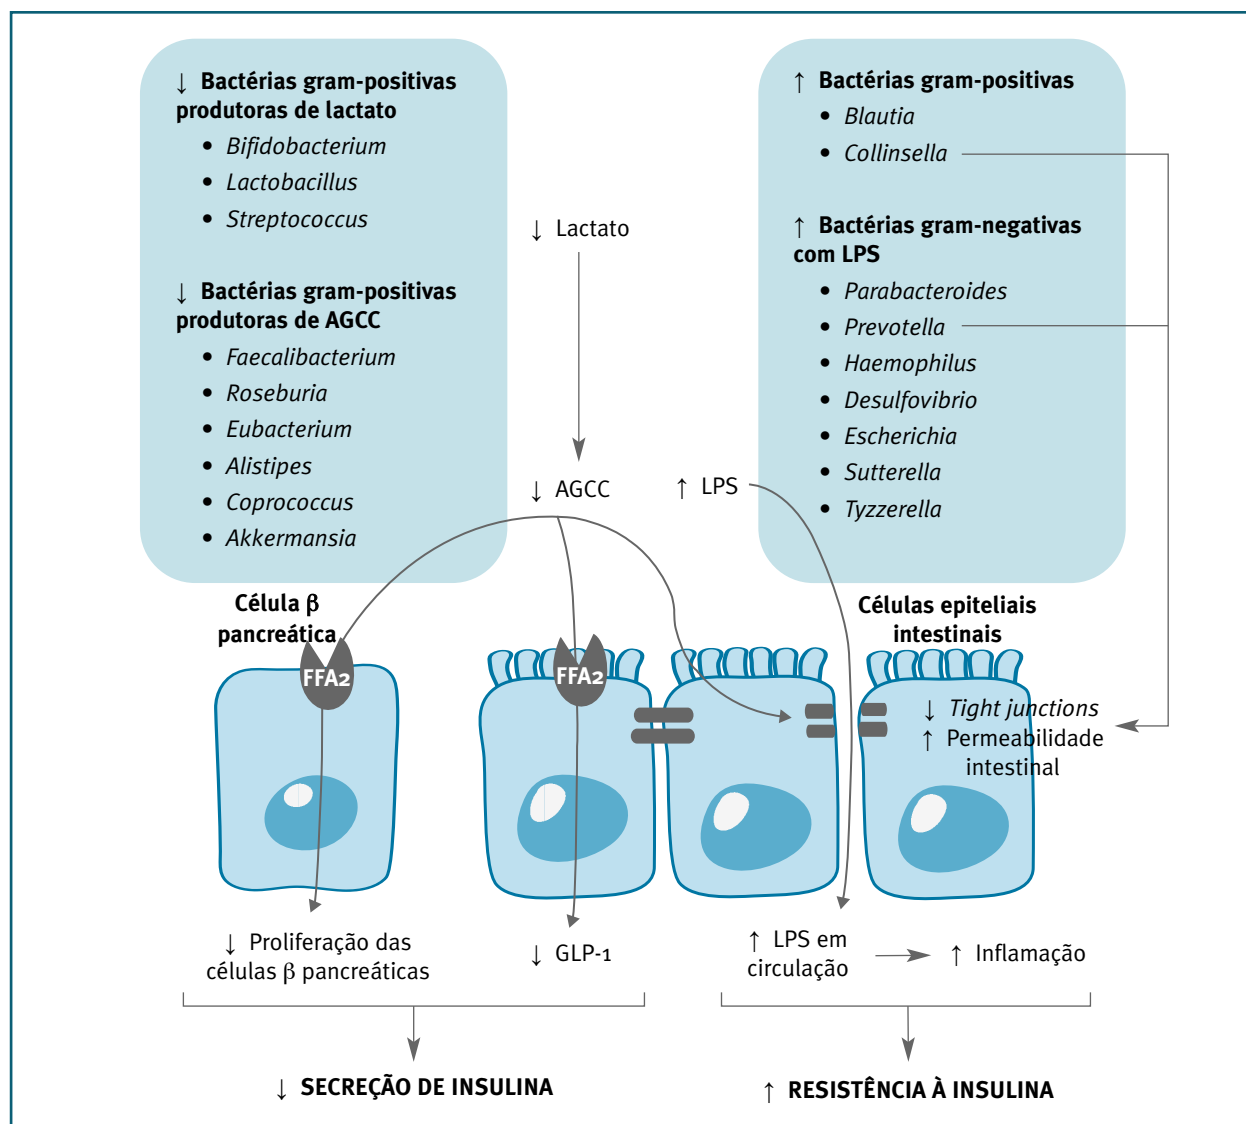 ↓ Bactérias gram-positivas
produtoras de lactato
• Bifidobacterium
• Lactobacillus
• Streptococcus
↓ Bactérias gram-positivas
produtoras de AGCC
• Faecalibacterium
• Roseburia
• Eubacterium
• Alistipes
• Coprococcus
• Akkermansia
↓ Lactato
↓ AGCC
↑ LPS
↑ Bactérias gram-positivas
• Blautia
• Collinsella
↑ Bactérias gram-negativas
com LPS
• Parabacteroides
• Prevotella
• Haemophilus
• Desulfovibrio
• Escherichia
• Sutterella
• Tyzzerella
Célula β
pancreática
FFA2
FFA2
Células epiteliais
intestinais
↓ Tight junctions
↑ Permeabilidade
intestinal
↓ Proliferação das
células β pancreáticas
↓ GLP-1
↑ LPS em
circulação
↑ Inflamação
↓ SECREÇÃO DE INSULINA
↑ RESISTÊNCIA À INSULINA